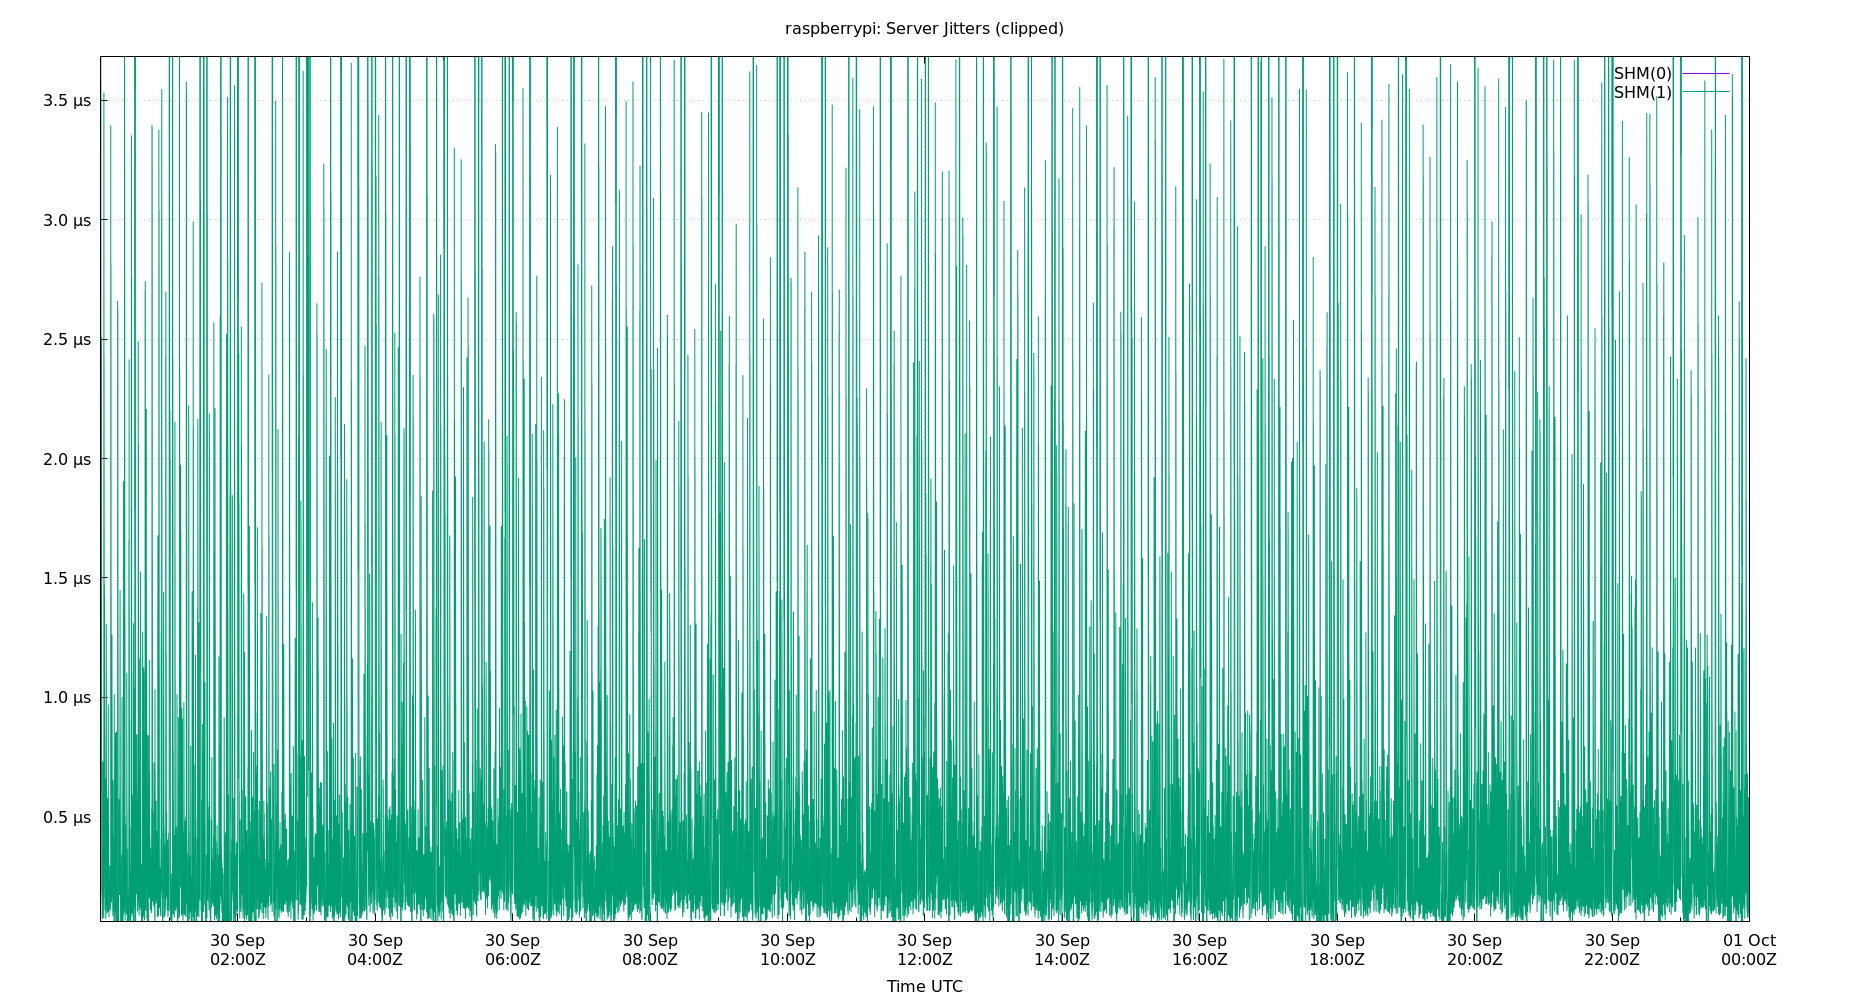 raspberrypi: Server Jitters (clipped)
SHM(0)
SHM(1)
3.5 µs
3.0 µs
2.5 µs
2.0 µs
1.5 µs
1.0 µs
0.5 µs
30 Sep 30 Sep 30 Sep 30 Sep 30 Sep 30 Sep 30 Sep 30 Sep 30 Sep 30 Sep 30 Sep 01 Oct
02:00Z 04:00Z 06:00Z 08:00Z 10:00Z 12:00Z 14:00Z 16:00Z 18:00Z 20:00Z 22:00Z 00:00Z
Time UTC